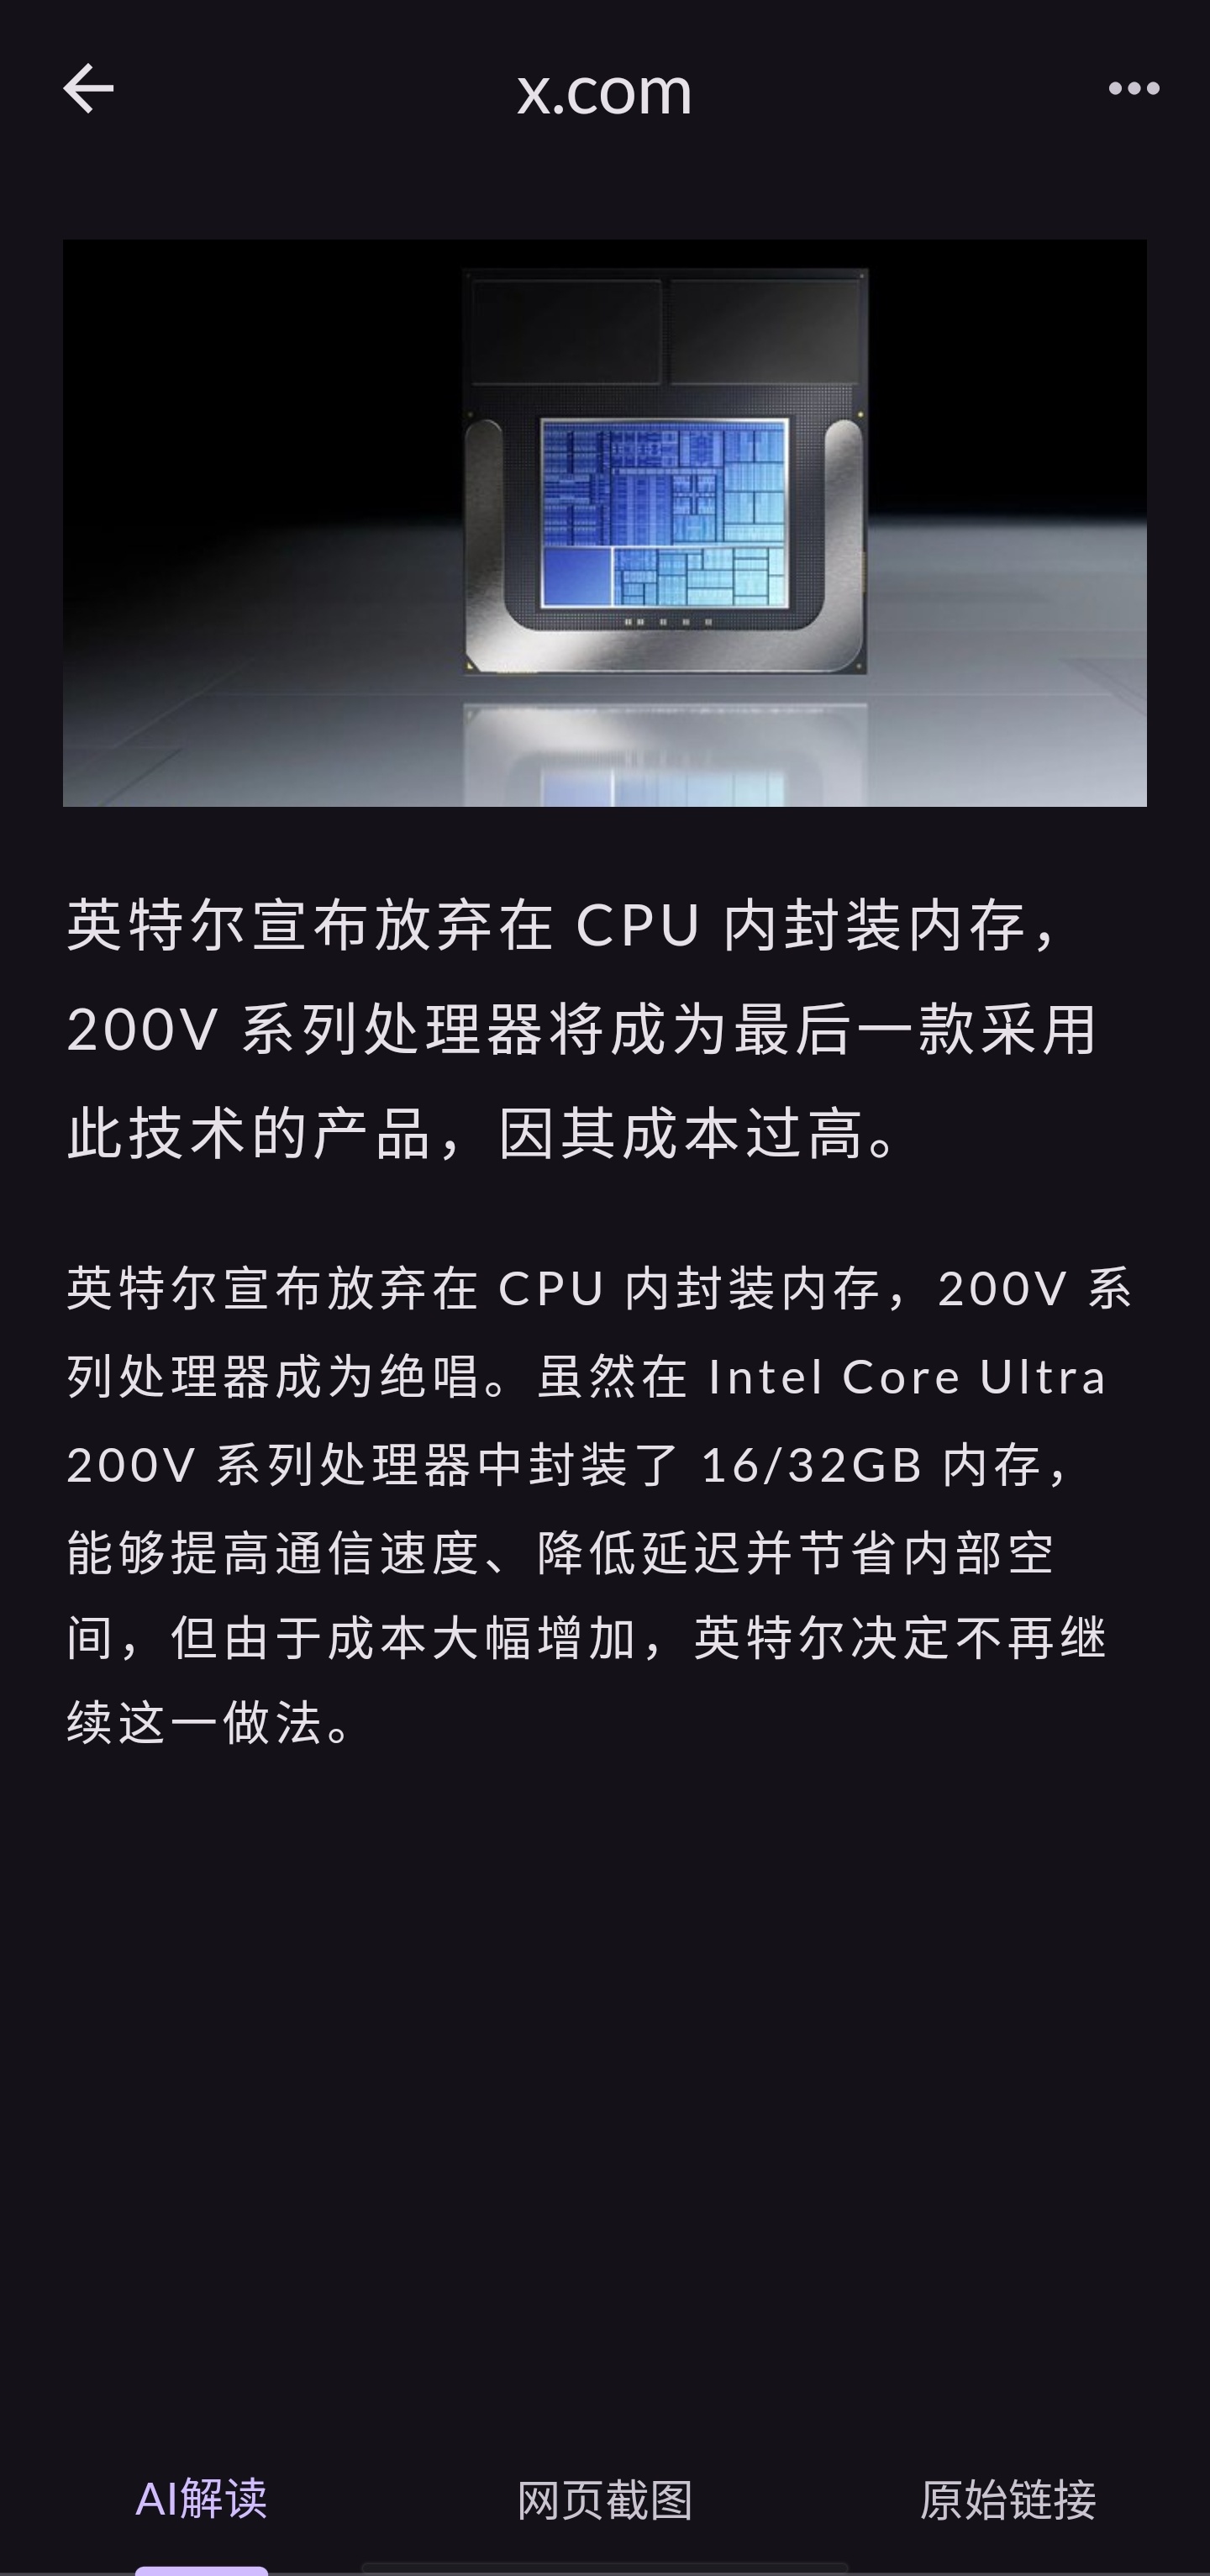 x.com
英特尔宣布放弃在 CPU 内封装内存，
200V 系列处理器将成为最后一款采用
此技术的产品，因其成本过高。
英特尔宣布放弃在 CPU 内封装内存，200V 系
列处理器成为绝唱。虽然在 Intel Core Ultra
200V 系列处理器中封装了 16/32GB 内存，
能够提高通信速度、降低延迟并节省内部空
间，但由于成本大幅增加，英特尔决定不再继
续这一做法。
AI解读
网页截图
原始链接